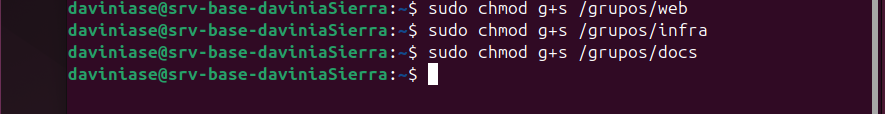 daviniase@srv-base-daviniaSierra:~$ sudo chmod g+s /grupos/web
daviniase@srv-base-daviniaSierra:~$ sudo chmod g+s /grupos/infra
daviniase@srv-base-daviniaSierra:~$ sudo chmod g+s /grupos/docs
daviniase@srv-base-daviniaSierra:~$